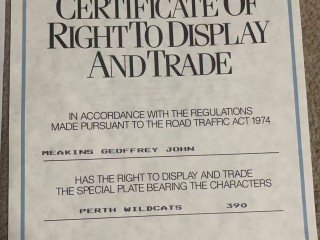 CERTIFICATE OF
RIGHT TO DISPLAY
AND TRADE
IN ACCORDANCE WITH THE REGULATIONS
MADE PURSUANT TO THE ROAD TRAFFIC ACT 1974
MEAKINS GEOFFREY JOHN
HAS THE RIGHT TO DISPLAY AND TRADE
THE SPECIAL PLATE BEARING THE CHARACTERS
PERTH WILDCATS 390